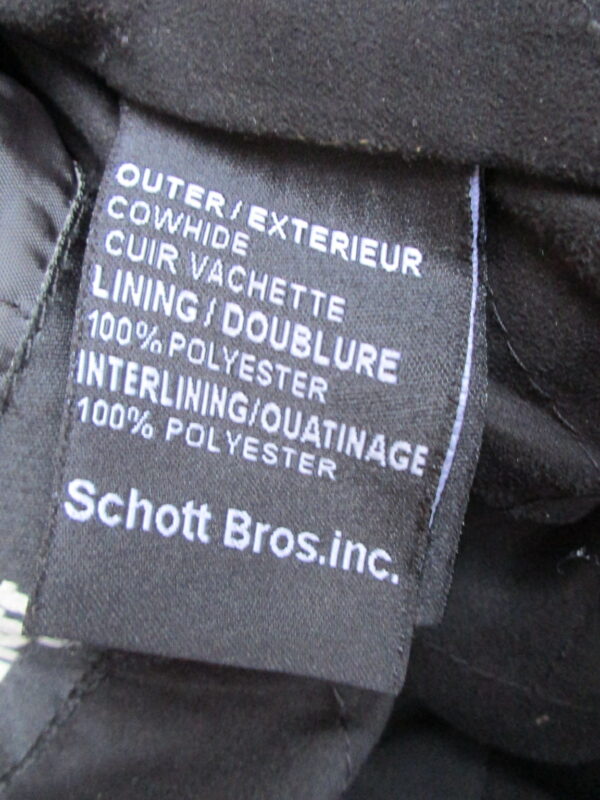 OUTER/EXTERIEUR
COWHIDE
CUIR VACHETTE
LINING/DOUBLURE
100% POLYESTER
INTERLINING/OUATINAGE
100% POLYESTER
Schott Bros.inc.